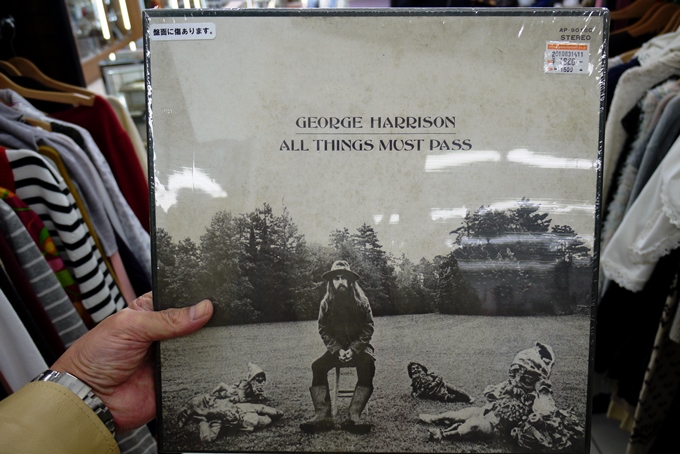 盤面に傷あります。
STEREO
GEORGE HARRISON
ALL THINGS MUST PASS